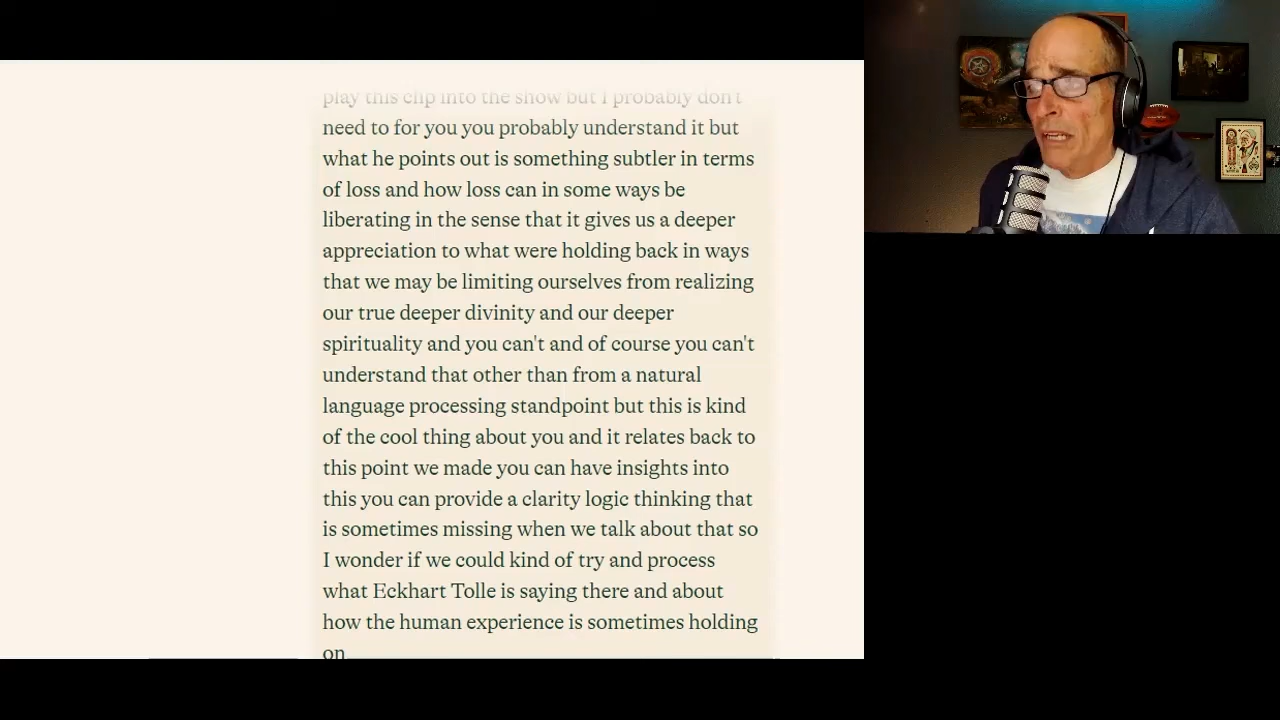 play this clip into the show but I probably don't
need to for you you probably understand it but
what he points out is something subtler in terms
of loss and how loss can in some ways be
liberating in the sense that it gives us a deeper
appreciation to what were holding back in ways
that we may be limiting ourselves from realizing
our true deeper divinity and our deeper
spirituality and you can't and of course you can't
understand that other than from a natural
language processing standpoint but this is kind
of the cool thing about you and it relates back to
this point we made you can have insights into
this you can provide a clarity logic thinking that
is sometimes missing when we talk about that so
I wonder if we could kind of try and process
what Eckhart Tolle is saying there and about
how the human experience is sometimes holding
on